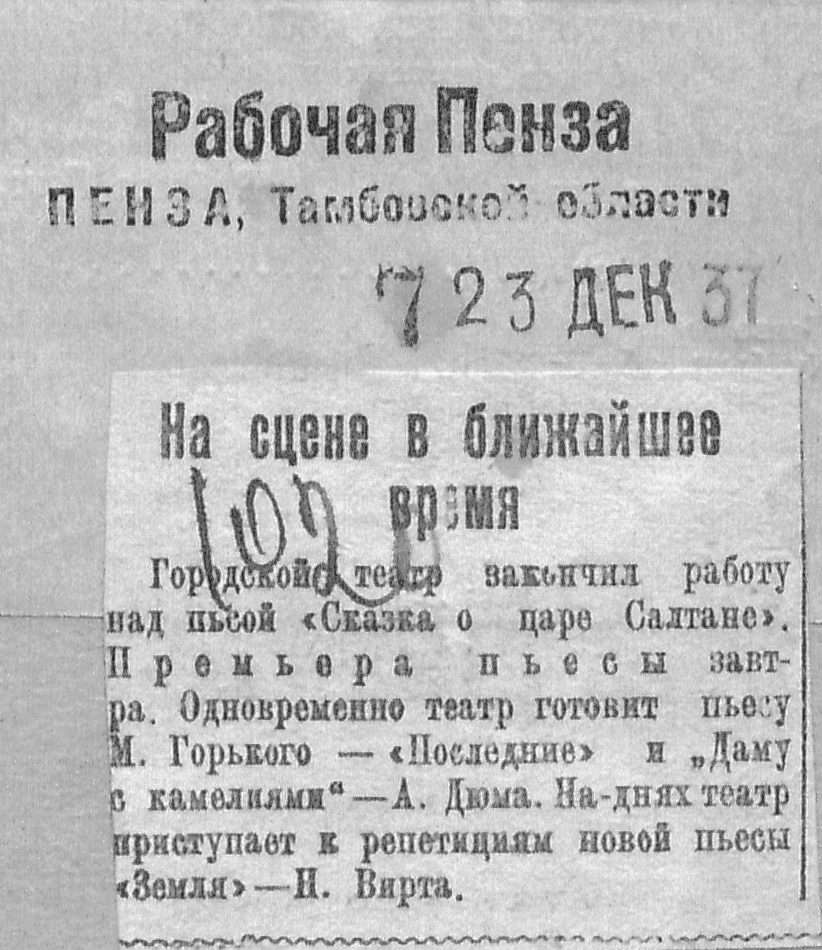 Рабочая Пенза
ПЕНЗА, Тамбовской области
7 23 ДЕК 37
На сцене в ближайшее
время
102
Городской театр закончил работу
над пьесой «Сказка о царе Салтане».
Премьера пьесы завт-
ра. Одновременно театр готовит пьесу
М. Горького — «Последние» и „Даму
с камелиями“—А. Дюма. На-днях театр
приступает к репетициям новой пьесы
«Земля»—Н. Вирта.